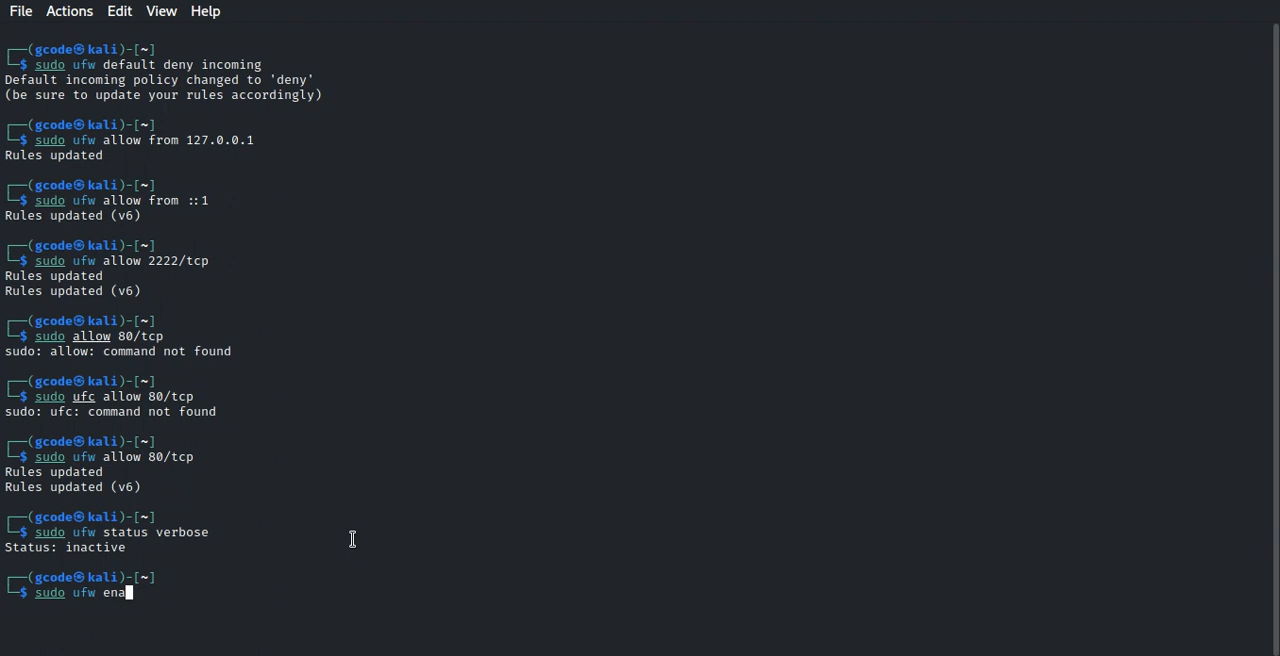 File Actions Edit View Help
┌──(gcode㉿kali)-[~]
└─$ sudo ufw default deny incoming
Default incoming policy changed to 'deny'
(be sure to update your rules accordingly)
┌──(gcode㉿kali)-[~]
└─$ sudo ufw allow from 127.0.0.1
Rules updated
┌──(gcode㉿kali)-[~]
└─$ sudo ufw allow from ::1
Rules updated (v6)
┌──(gcode㉿kali)-[~]
└─$ sudo ufw allow 2222/tcp
Rules updated
Rules updated (v6)
┌──(gcode㉿kali)-[~]
└─$ sudo allow 80/tcp
sudo: allow: command not found
┌──(gcode㉿kali)-[~]
└─$ sudo ufc allow 80/tcp
sudo: ufc: command not found
┌──(gcode㉿kali)-[~]
└─$ sudo ufw allow 80/tcp
Rules updated
Rules updated (v6)
┌──(gcode㉿kali)-[~]
└─$ sudo ufw status verbose
Status: inactive
┌──(gcode㉿kali)-[~]
└─$ sudo ufw ena